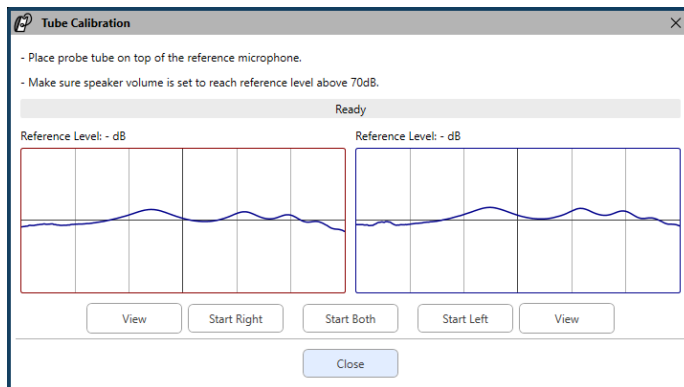 Tube Calibration
- Place probe tube on top of the reference microphone.
- Make sure speaker volume is set to reach reference level above 70dB.
Ready
Reference Level: - dB
Reference Level: - dB
View
Start Right
Start Both
Start Left
View
Close